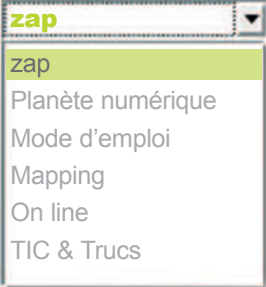 zap
zap
Planète numérique
Mode d’emploi
Mapping
On line
TIC & Trucs